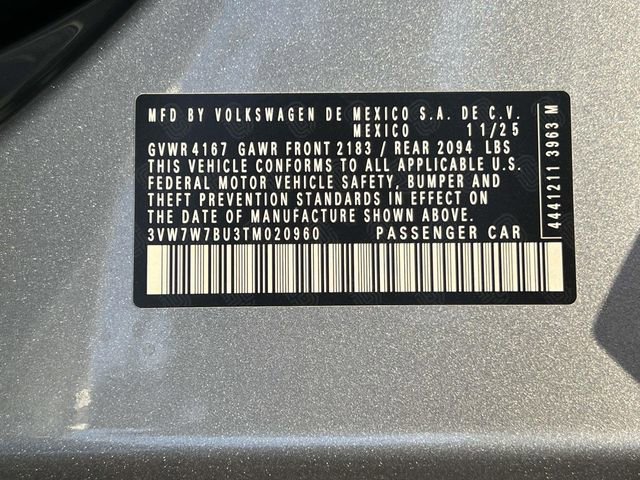 MFD BY VOLKSWAGEN DE MEXICO S.A. DE C.V.
MEXICO 11/25
GVWR 4167 GAWR FRONT 2183 / REAR 2094 LBS
THIS VEHICLE CONFORMS TO ALL APPLICABLE U.S.
FEDERAL MOTOR VEHICLE SAFETY, BUMPER AND
THEFT PREVENTION STANDARDS IN EFFECT ON
THE DATE OF MANUFACTURE SHOWN ABOVE.
3VW7W7BU3TM020960 PASSENGER CAR
4441211 3963 M